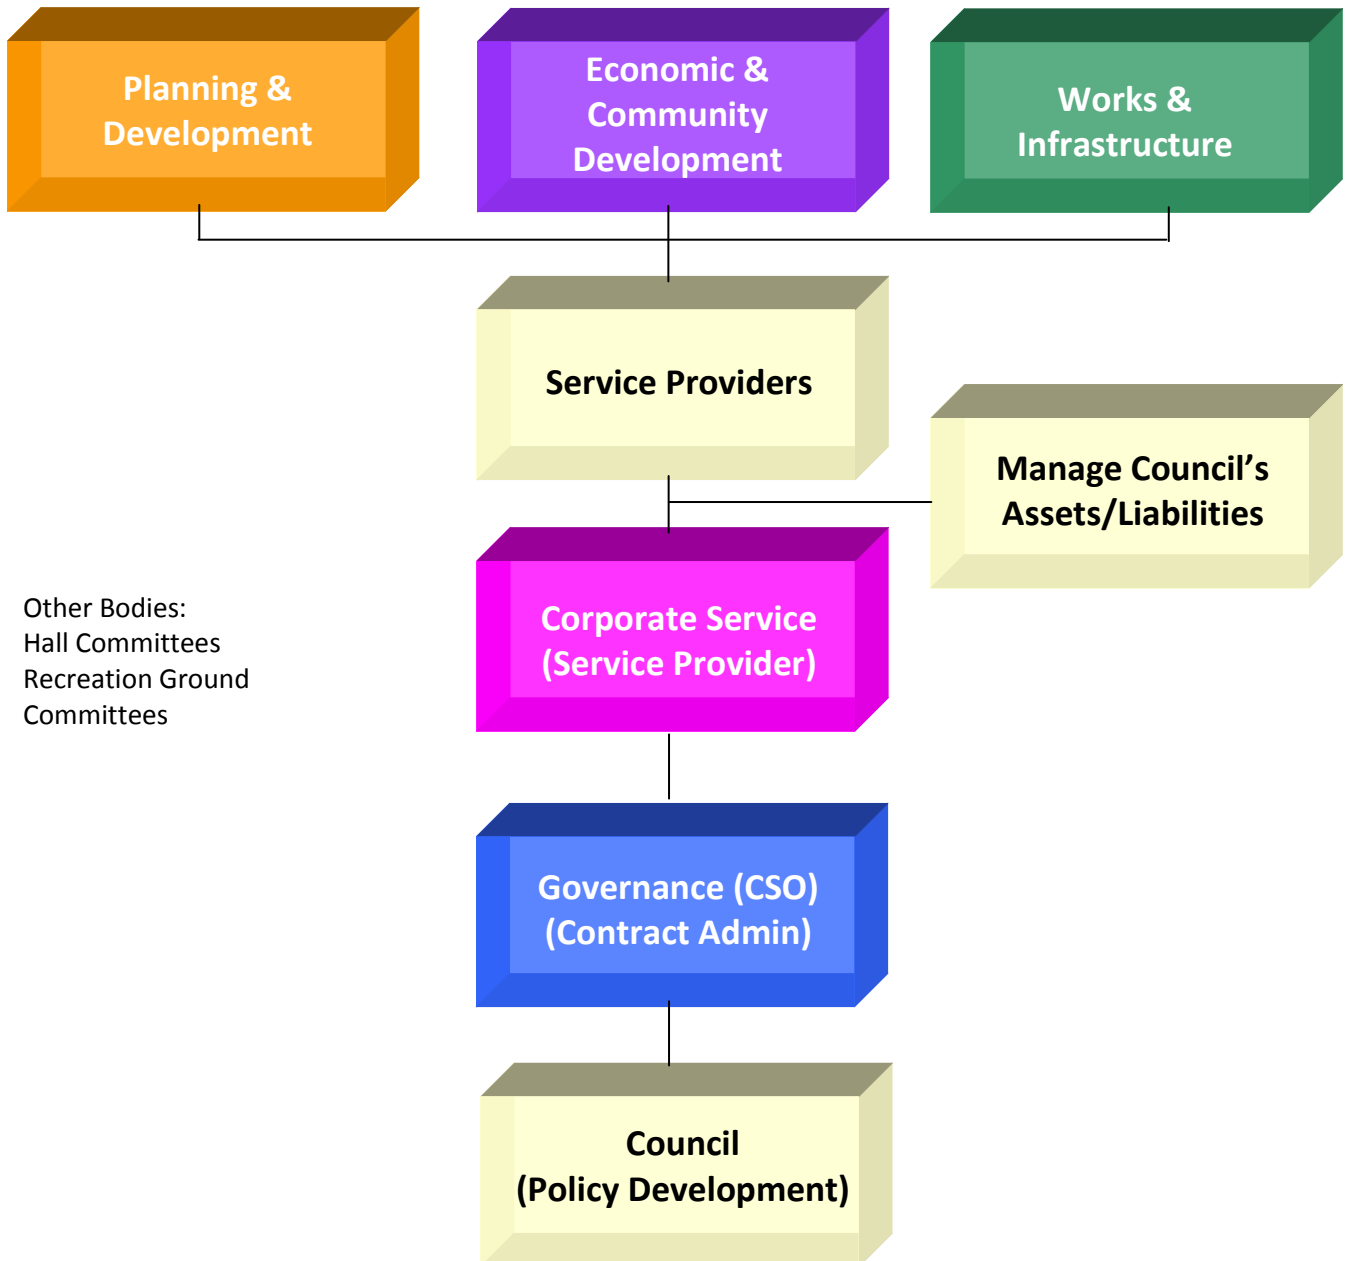 Planning &
Development
Economic &
Community
Development
Works &
Infrastructure
Service Providers
Manage Council’s
Assets/Liabilities
Other Bodies:
Hall Committees
Recreation Ground
Committees
Corporate Service
(Service Provider)
Governance (CSO)
(Contract Admin)
Council
(Policy Development)